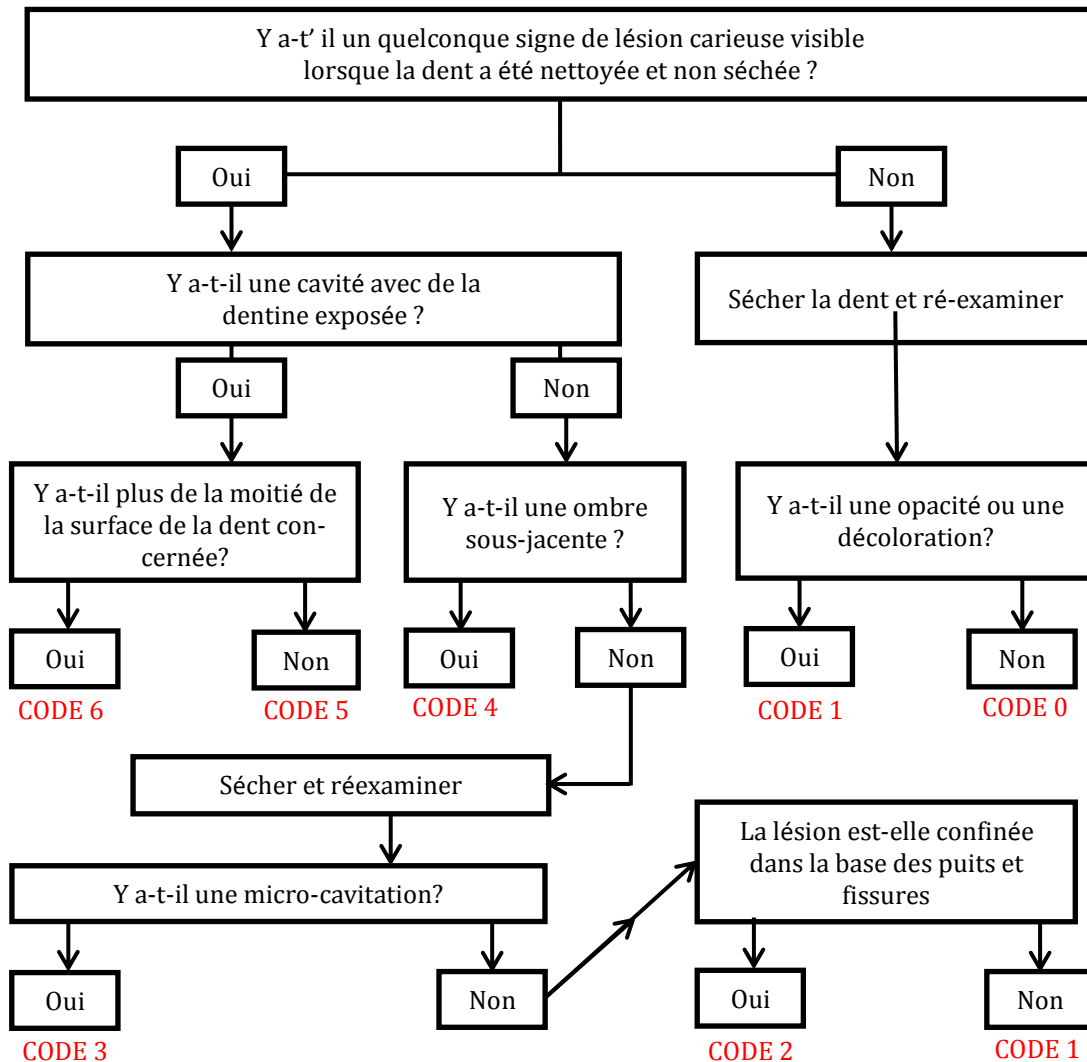 Y a-t’ il un quelconque signe de lésion carieuse visible
lorsque la dent a été nettoyée et non séchée ?
Oui
Non
Y a-t-il une cavité avec de la
dentine exposée ?
Sécher la dent et ré-examiner
Oui
Non
Y a-t-il plus de la moitié de
la surface de la dent con-
cernée?
Y a-t-il une ombre
sous-jacente ?
Y a-t-il une opacité ou une
décoloration?
Oui
Non
Oui
Non
Oui
Non
CODE 6
CODE 5
CODE 4
CODE 1
CODE 0
Sécher et réexaminer
La lésion est-elle confinée
dans la base des puits et
fissures
Y a-t-il une micro-cavitation?
Oui
Non
Oui
Non
CODE 3
CODE 2
CODE 1